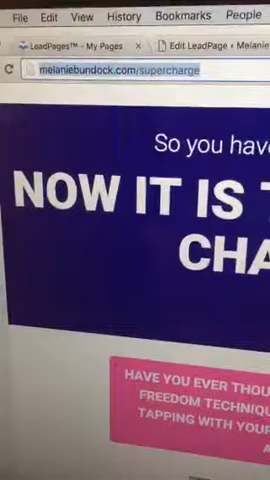 File Edit View History Bookmarks People
LeadPages™ - My Pages × Edit LeadPage ‹ Melanie
melaniebundock.com/supercharge
So you have
NOW IT IS
CHA
HAVE YOU EVER THOU
FREEDOM TECHNIQU
TAPPING WITH YOUR